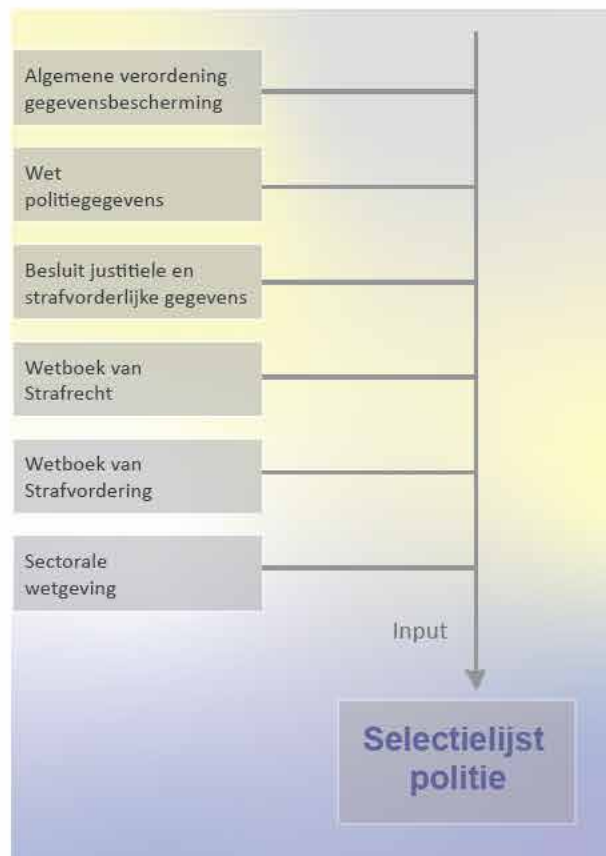 Algemene verordening
gegevensbescherming
Wet
politiegegevens
Besluit justitiele en
strafvorderlijke gegevens
Wetboek van
Strafrecht
Wetboek van
Strafvordering
Sectorale
wetgeving
Input
Selectielijst
politie